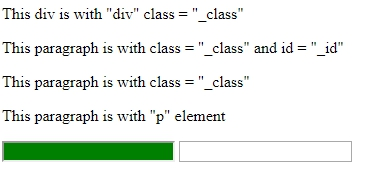 This div is with "div" class = "_class"
This paragraph is with class = "_class" and id = "_id"
This paragraph is with class = "_class"
This paragraph is with "p" element